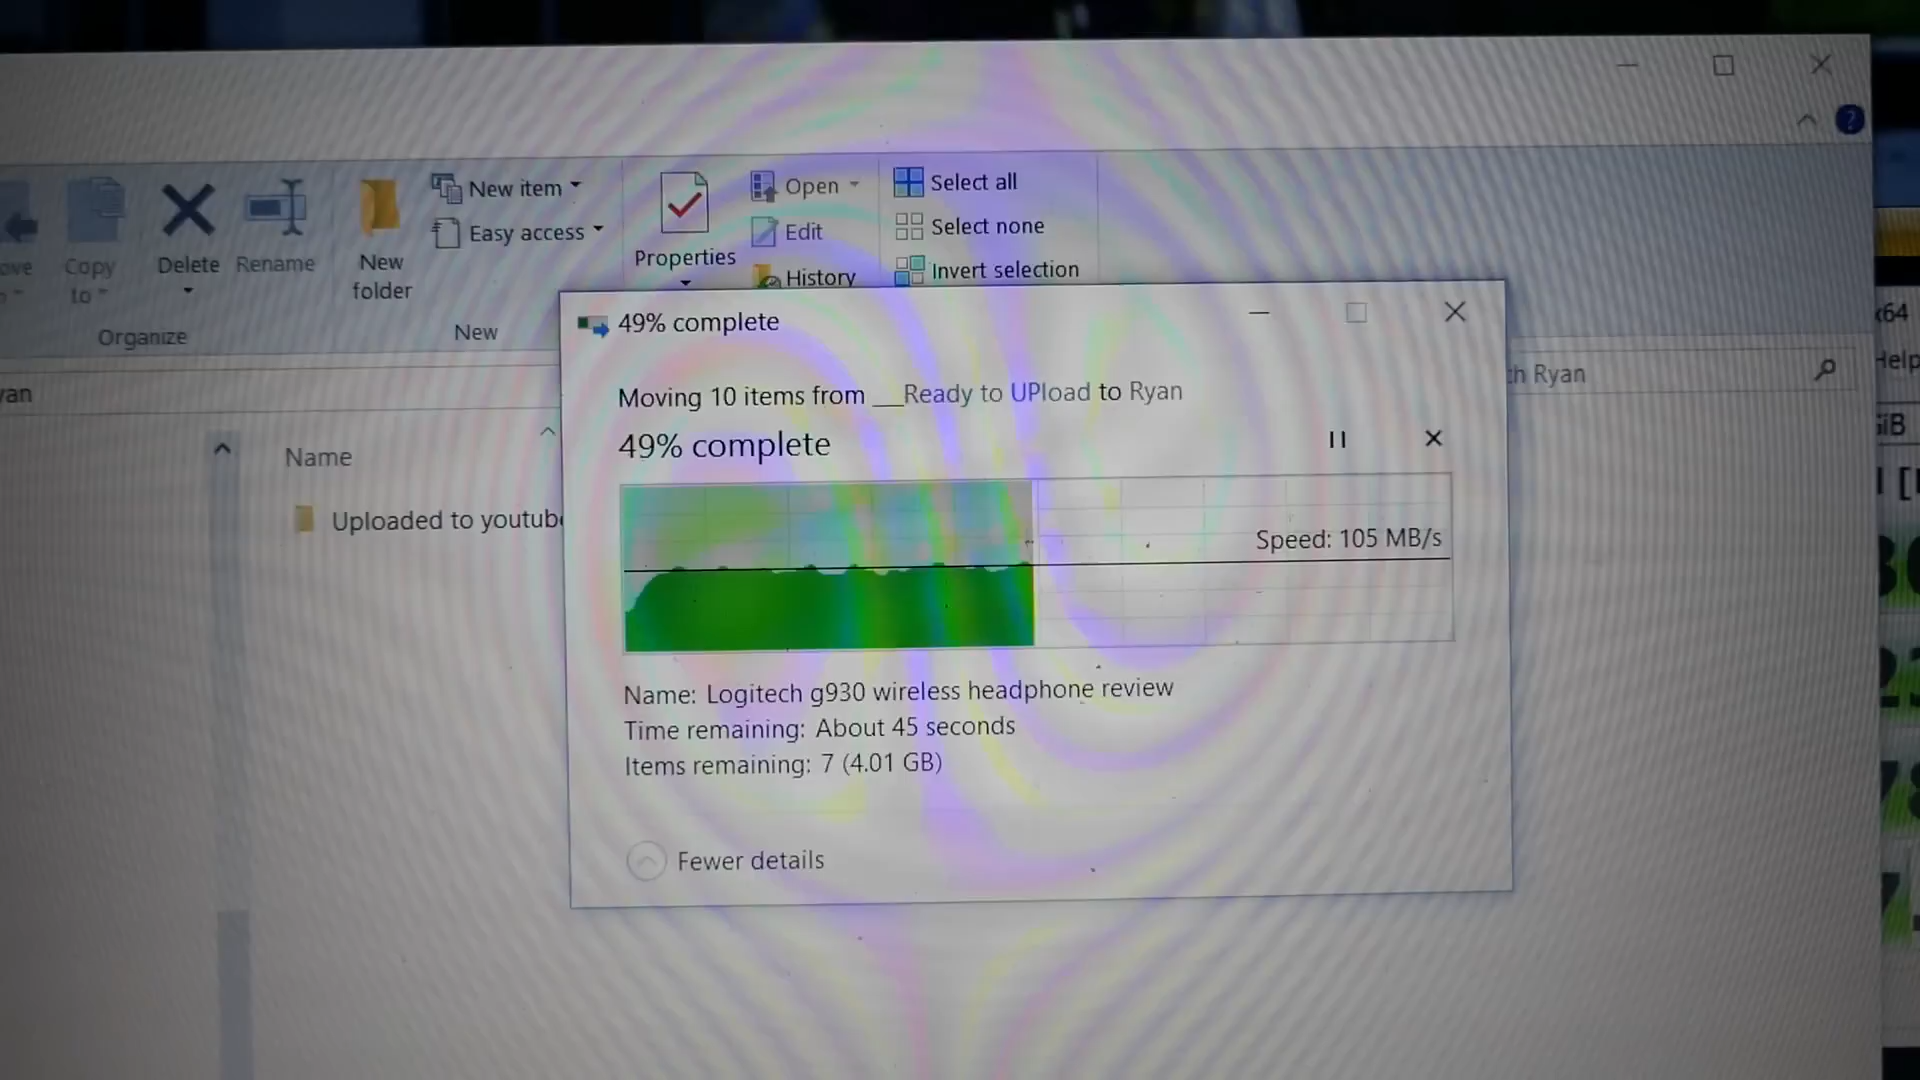 New item
Open
Select all
Easy access
Edit
Select none
Copy to
Delete
Rename
New folder
Properties
History
Invert selection
Organize
New
49% complete
x64
Help
Ryan
Moving 10 items from ___Ready to UPload to Ryan
49% complete
Name
Uploaded to youtub
Speed: 105 MB/s
Name: Logitech g930 wireless headphone review
Time remaining: About 45 seconds
Items remaining: 7 (4.01 GB)
Fewer details